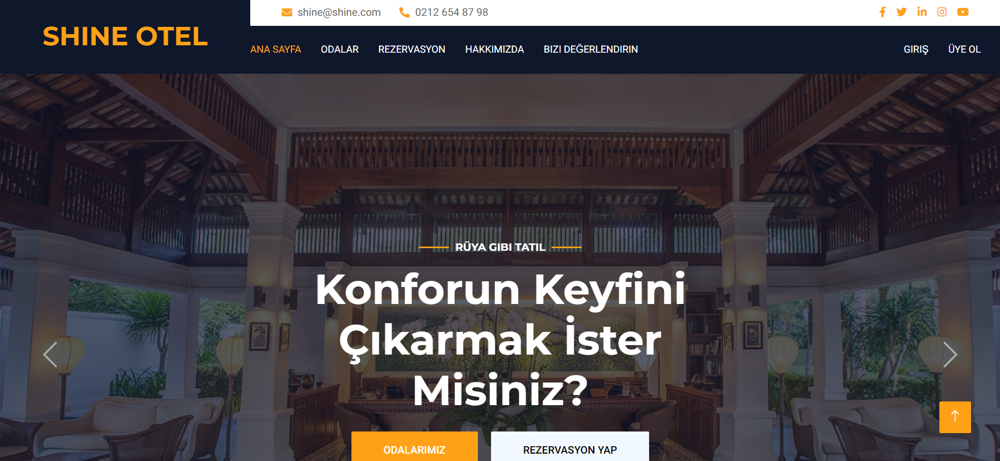 SHINE OTEL
shine@shine.com
0212 654 87 98
ANA SAYFA
ODALAR
REZERVASYON
HAKKIMIZDA
BIZI DEĞERLENDIRIN
GIRIŞ
ÜYE OL
RÜYA GIBI TATIL
Konforun Keyfini
Çıkarmak İster
Misiniz?
ODALARIMIZ
REZERVASYON YAP